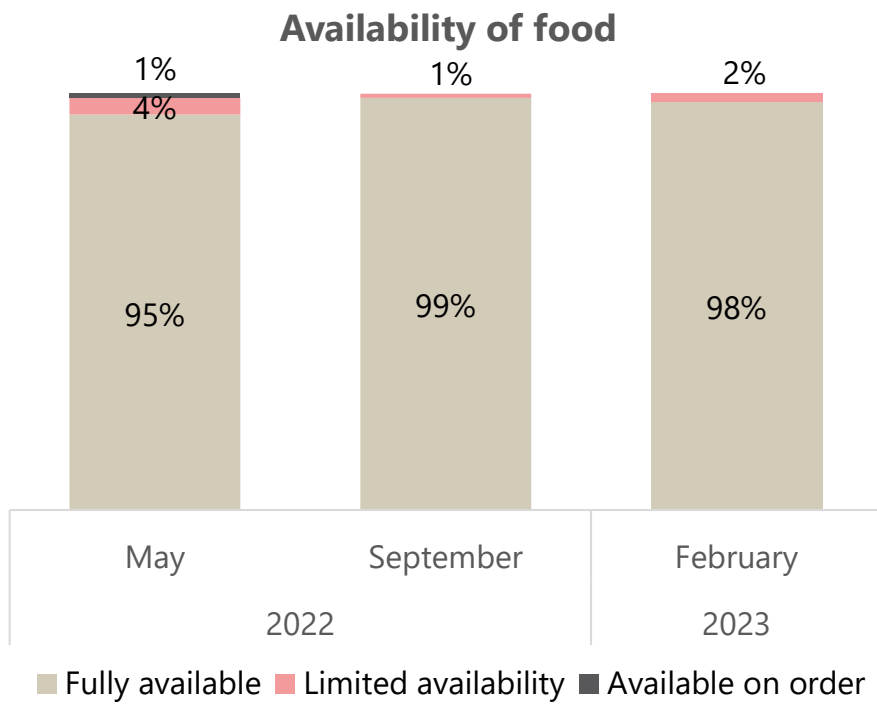 Availability of food
1% 1% 2%
4%
95% 99% 98%
May September February
2022 2023
Fully available Limited availability Available on order